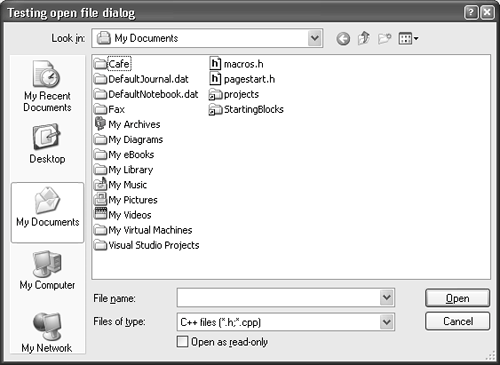 Testing open file dialog
Look in:
My Documents
My Recent
Documents
Desktop
My Documents
My Computer
My Network
Cafe
DefaultJournal.dat
DefaultNotebook.dat
Fax
My Archives
My Diagrams
My eBooks
My Library
My Music
My Pictures
My Videos
My Virtual Machines
Visual Studio Projects
macros.h
pagestart.h
projects
StartingBlocks
File name:
Open
Files of type:
C++ files (*.h;*.cpp)
Cancel
Open as read-only